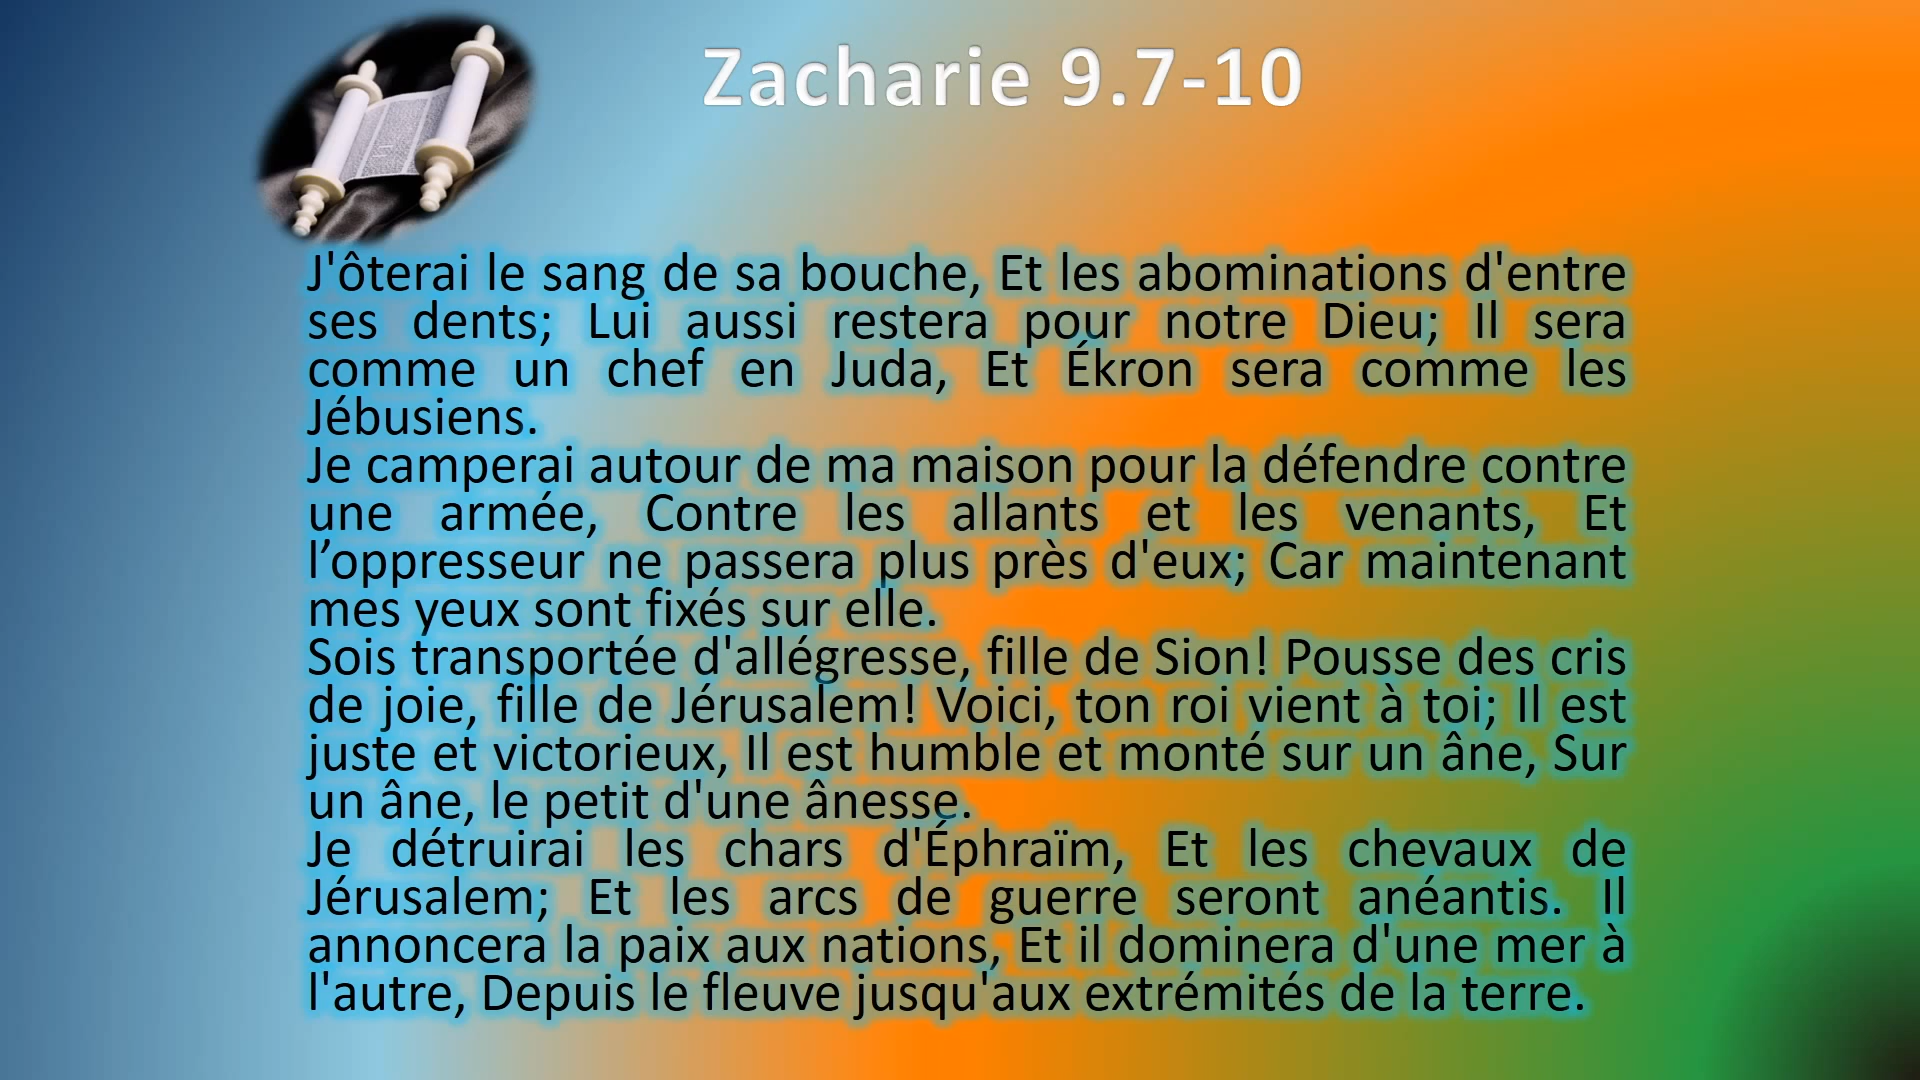 Zacharie 9.7-10
J'ôterai le sang de sa bouche, Et les abominations d'entre
ses dents; Lui aussi restera pour notre Dieu; Il sera
comme un chef en Juda, Et Ékron sera comme les
Jébusiens.
Je camperai autour de ma maison pour la défendre contre
une armée, Contre les allants et les venants, Et
l’oppresseur ne passera plus près d'eux; Car maintenant
mes yeux sont fixés sur elle.
Sois transportée d'allégresse, fille de Sion! Pousse des cris
de joie, fille de Jérusalem! Voici, ton roi vient à toi; Il est
juste et victorieux, Il est humble et monté sur un âne, Sur
un âne, le petit d'une ânesse.
Je détruirai les chars d'Éphraïm, Et les chevaux de
Jérusalem; Et les arcs de guerre seront anéantis. Il
annoncera la paix aux nations, Et il dominera d'une mer à
l'autre, Depuis le fleuve jusqu'aux extrémités de la terre.